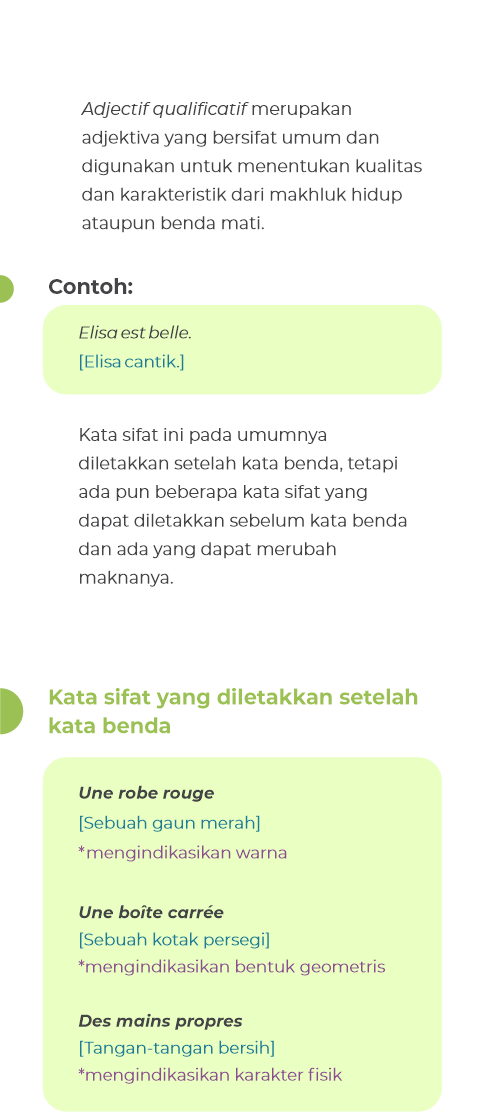 Adjectif qualificatif merupakan
adjektiva yang bersifat umum dan
digunakan untuk menentukan kualitas
dan karakteristik dari makhluk hidup
ataupun benda mati.
Contoh:
Elisa est belle.
[Elisa cantik.]
Kata sifat ini pada umumnya
diletakkan setelah kata benda, tetapi
ada pun beberapa kata sifat yang
dapat diletakkan sebelum kata benda
dan ada yang dapat merubah
maknanya.
Kata sifat yang diletakkan setelah
kata benda
Une robe rouge
[Sebuah gaun merah]
*mengindikasikan warna
Une boîte carrée
[Sebuah kotak persegi]
*mengindikasikan bentuk geometris
Des mains propres
[Tangan-tangan bersih]
*mengindikasikan karakter fisik